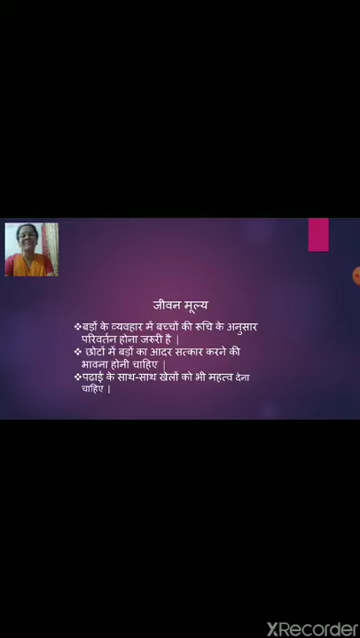 जीवन मूल्य
❖बड़ों के व्यवहार में बच्चों की रूचि के अनुसार
परिवर्तन होना जरुरी है |
❖ छोटों में बड़ों का आदर सत्कार करने की
भावना होनी चाहिए |
❖पढाई के साथ-साथ खेलों को भी महत्व देना
चाहिए |
XRecorder